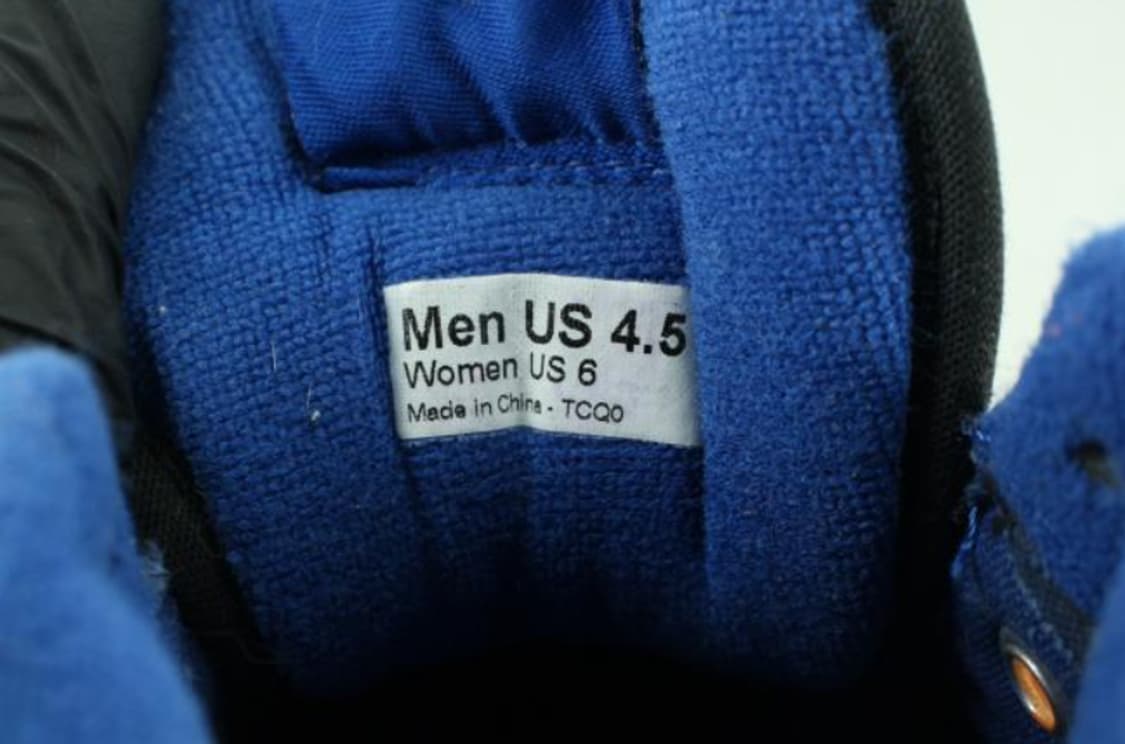 Men US 4.5
Women US 6
Made in China - TCQ0